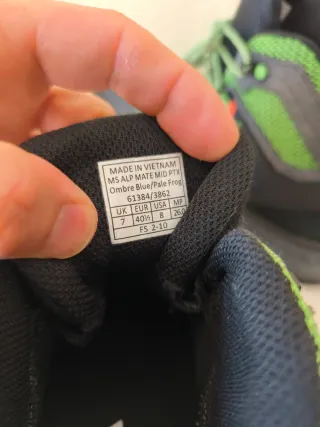 MADE IN VIETNAM
MS ALP MATE MID PTX
Ombre Blue/Pale Frog
61384/3862
UK EUR USA MP
7 40½ 8
FS 2-10